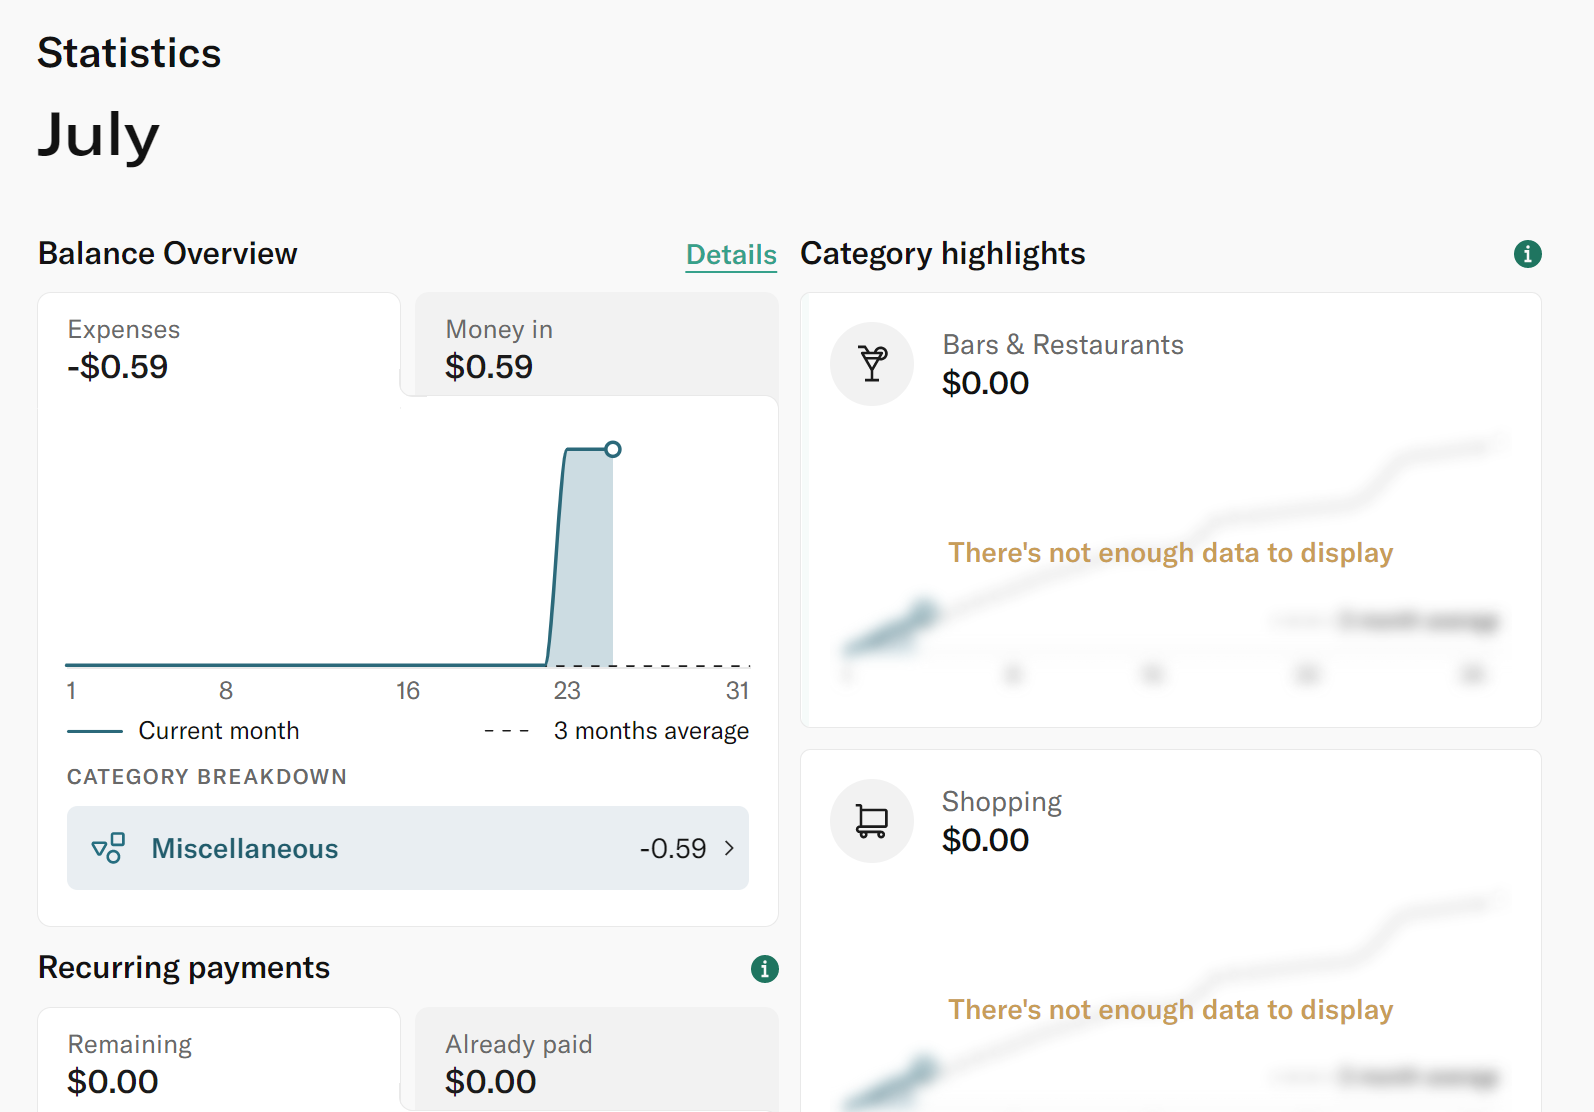 Statistics
July
Balance Overview
Details
Expenses
-$0.59
Money in
$0.59
1 8 16 23 31
Current month
3 months average
CATEGORY BREAKDOWN
Miscellaneous
-0.59
Recurring payments
Remaining
$0.00
Already paid
$0.00
Category highlights
Bars & Restaurants
$0.00
There's not enough data to display
Shopping
$0.00
There's not enough data to display